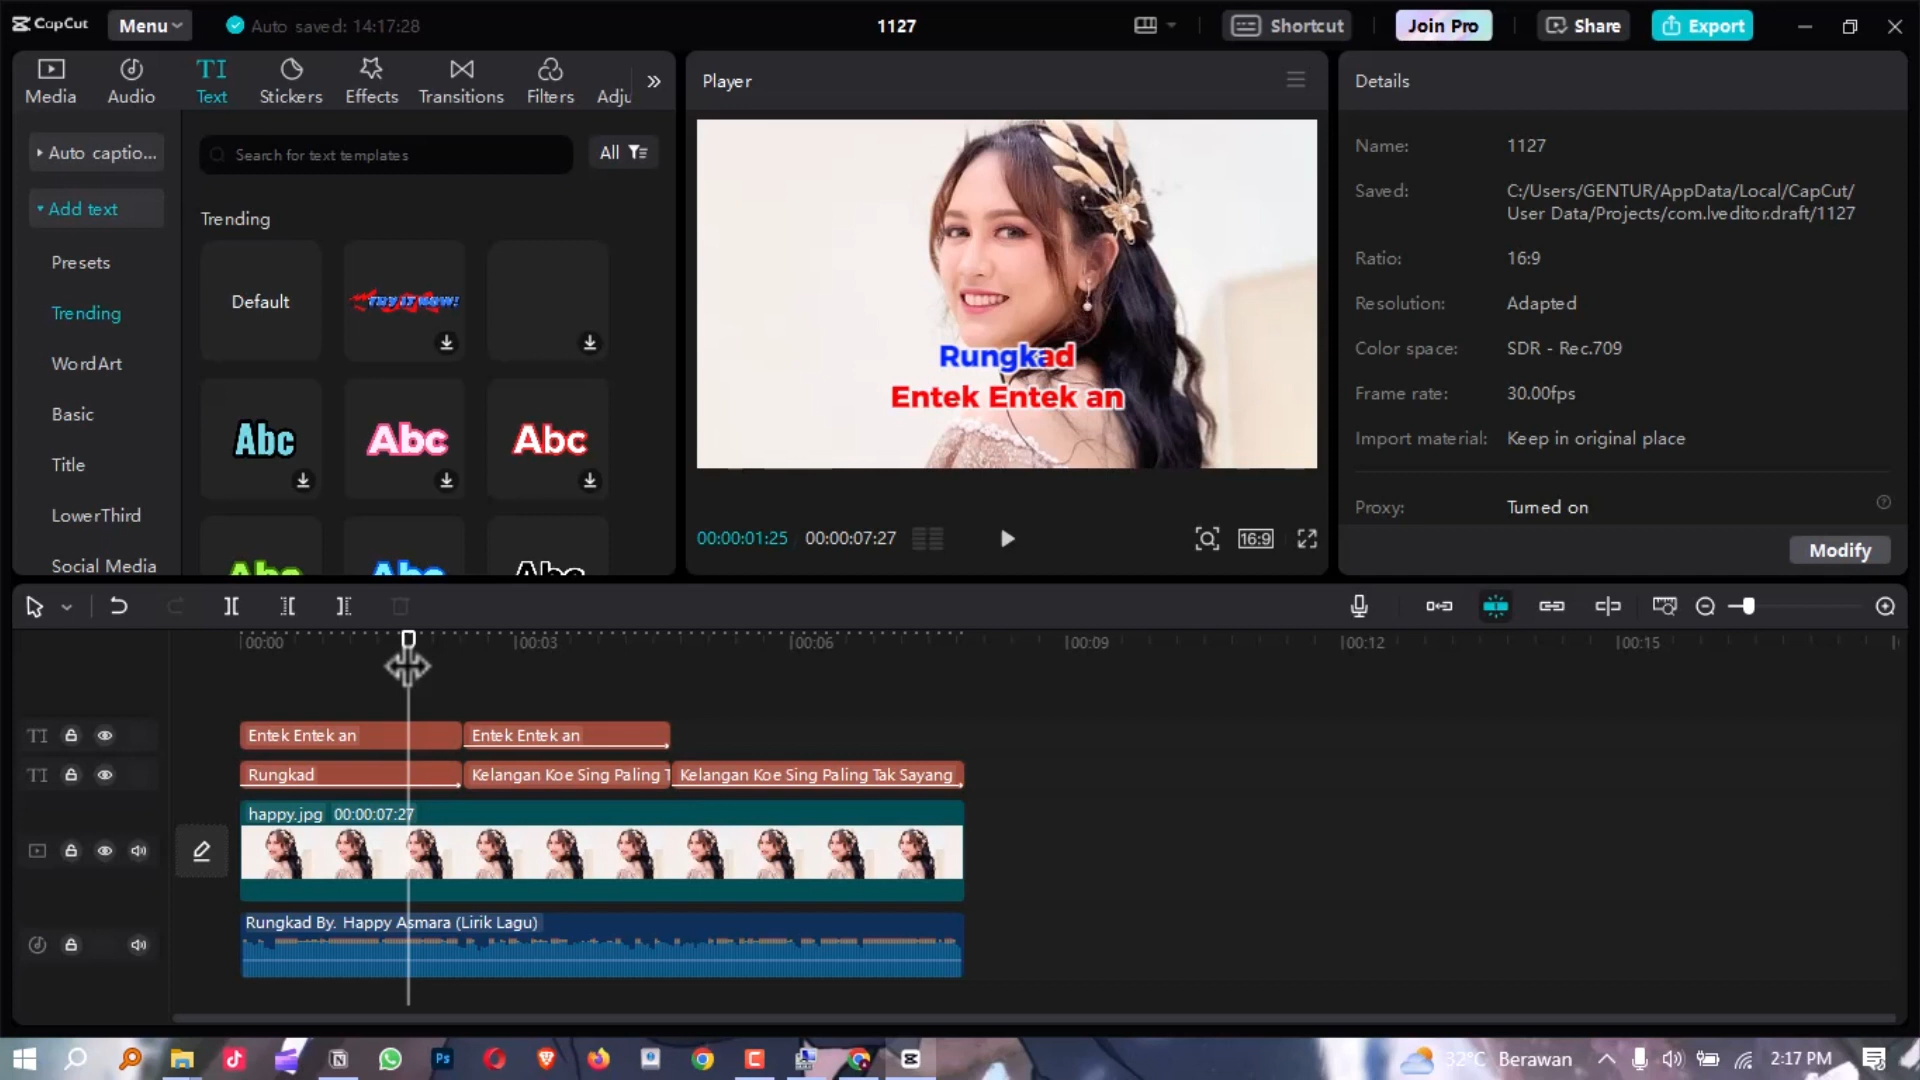 CapCut
Menu
Auto saved: 14:17:28
1127
Shortcut
Join Pro
Share
Export
Media
Audio
TI
Text
Stickers
Effects
Transitions
Filters
Adju
Player
Details
Auto captio...
Search for text templates
All
Add text
Trending
Presets
Trending
WordArt
Basic
Title
LowerThird
Social Media
Default
TRY IT NOW!
Abc
Abc
Abc
Abc
Abc
Abc
Rungkad
Entek Entek an
00:00:01:25
00:00:07:27
16:9
Name: 1127
Saved: C:/Users/GENTUR/AppData/Local/CapCut/
User Data/Projects/com.lveditor.draft/1127
Ratio: 16:9
Resolution: Adapted
Color space: SDR - Rec.709
Frame rate: 30.00fps
Import material: Keep in original place
Proxy: Turned on
Modify
00:00
00:03
00:06
00:09
00:12
00:15
TI
Entek Entek an
Entek Entek an
TI
Rungkad
Kelangan Koe Sing Paling T
Kelangan Koe Sing Paling Tak Sayang
happy.jpg 00:00:07:27
Rungkad By. Happy Asmara (Lirik Lagu)
Ps
32°C Berawan
2:17 PM